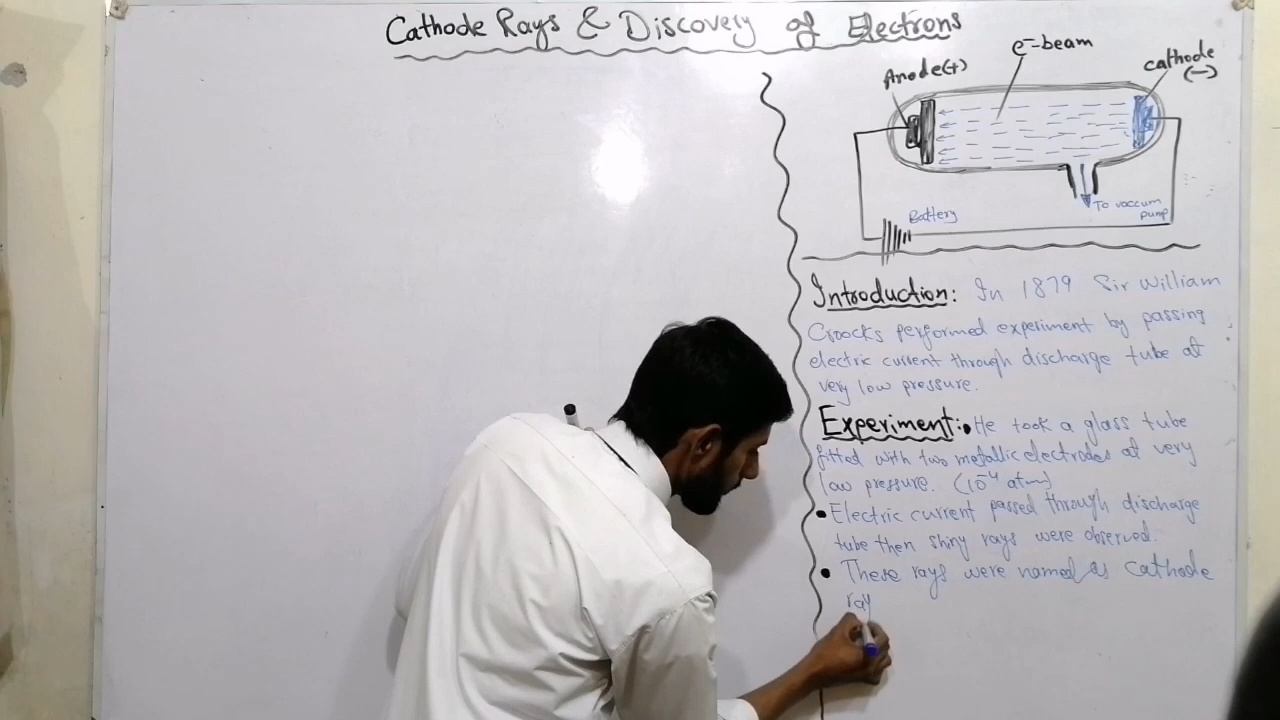 Cathode Rays & Discovery of Electrons
e⁻-beam
Anode(+)
cathode
(-)
Battery
To vaccum
pump
Introduction: In 1879 Sir William
Croocks performed experiment by passing
electric current through discharge tube at
very low pressure.
Experiment:• He took a glass tube
fitted with two metallic electrodes at very
low pressure. (10⁻⁴ atm)
• Electric current passed through discharge
tube then shiny rays were observed.
• These rays were named as cathode
ray